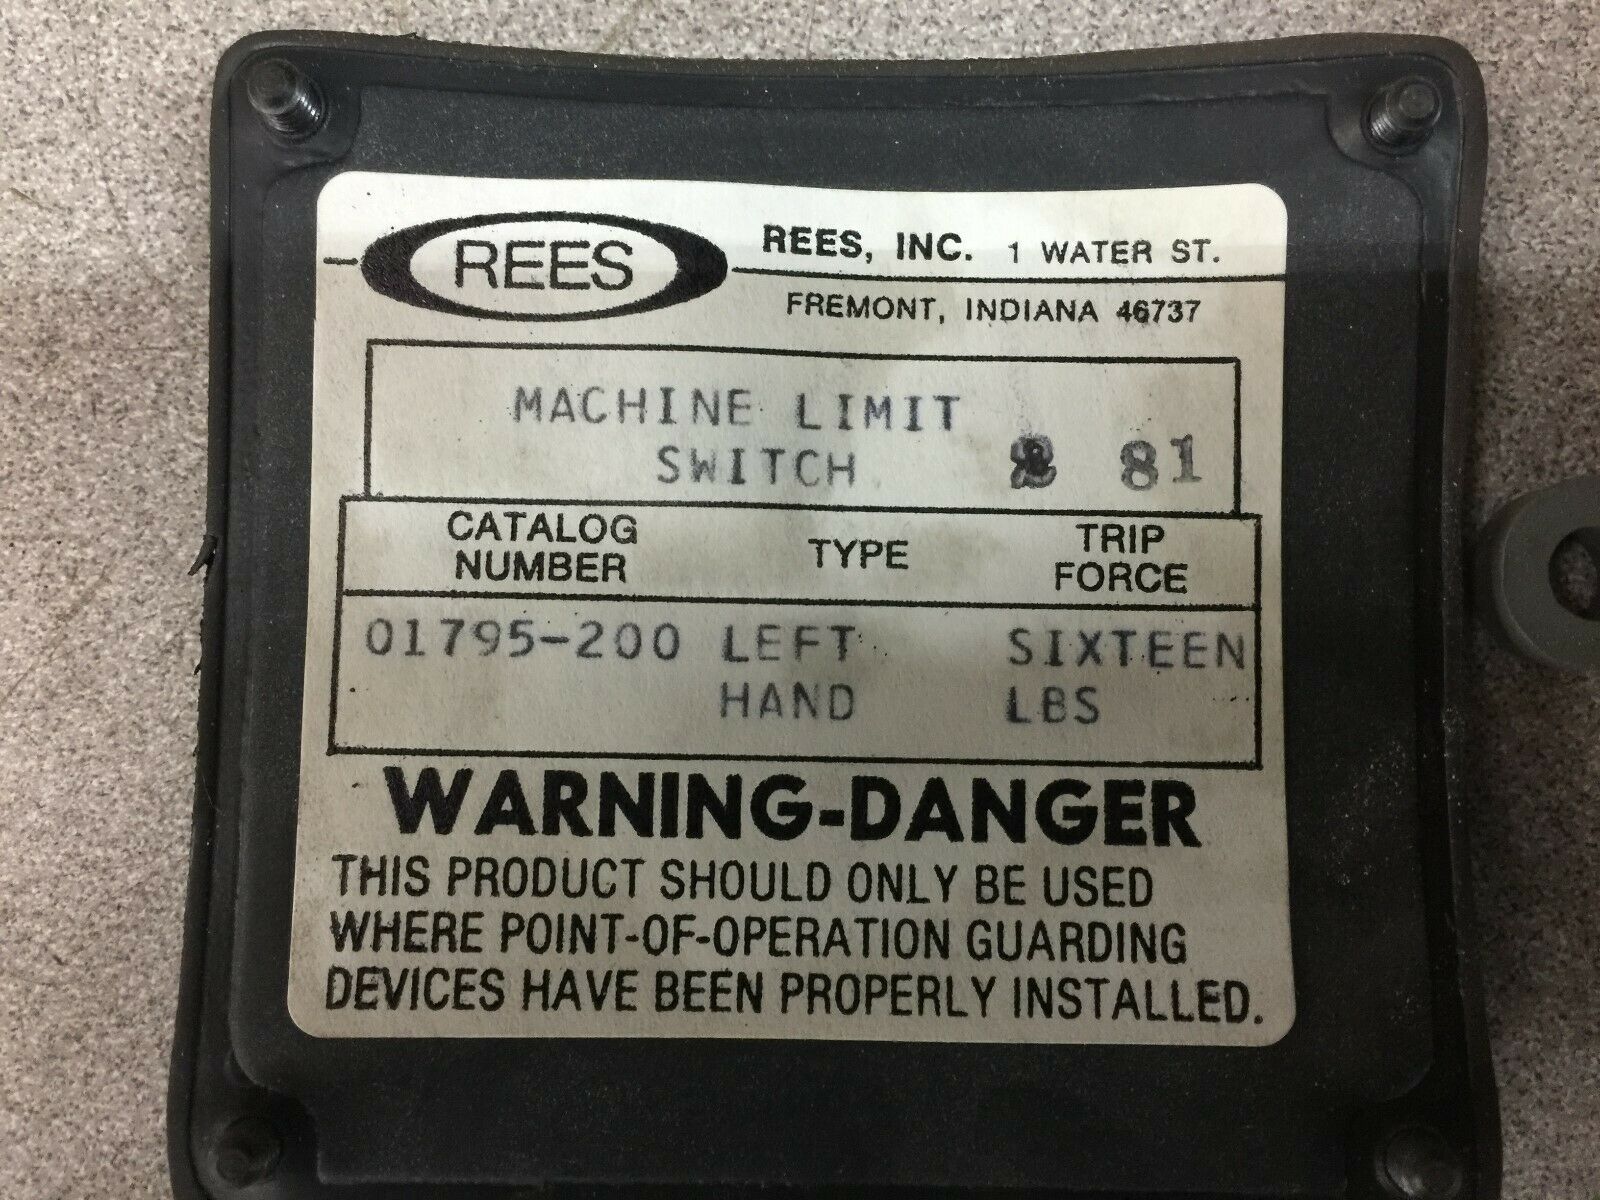 REES
REES, INC. 1 WATER ST.
FREMONT, INDIANA 46737
MACHINE LIMIT
SWITCH 81
CATALOG NUMBER
TYPE
TRIP FORCE
01795-200 LEFT SIXTEEN
HAND LBS
WARNING-DANGER
THIS PRODUCT SHOULD ONLY BE USED
WHERE POINT-OF-OPERATION GUARDING
DEVICES HAVE BEEN PROPERLY INSTALLED.